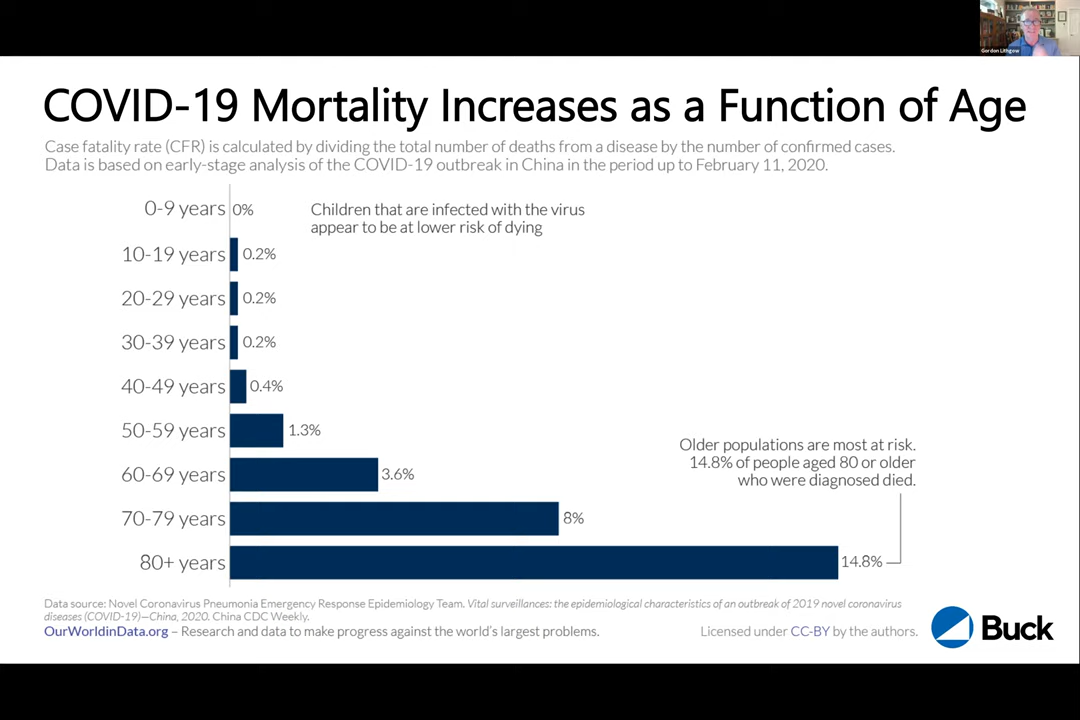 Gordon Lithgow
COVID-19 Mortality Increases as a Function of Age
Case fatality rate (CFR) is calculated by dividing the total number of deaths from a disease by the number of confirmed cases.
Data is based on early-stage analysis of the COVID-19 outbreak in China in the period up to February 11, 2020.
0-9 years 0%
Children that are infected with the virus
appear to be at lower risk of dying
10-19 years 0.2%
20-29 years 0.2%
30-39 years 0.2%
40-49 years 0.4%
50-59 years 1.3%
Older populations are most at risk.
14.8% of people aged 80 or older
who were diagnosed died.
60-69 years 3.6%
70-79 years 8%
80+ years 14.8%
Data source: Novel Coronavirus Pneumonia Emergency Response Epidemiology Team. Vital surveillances: the epidemiological characteristics of an outbreak of 2019 novel coronavirus
diseases (COVID-19)—China, 2020. China CDC Weekly.
OurWorldinData.org – Research and data to make progress against the world's largest problems.
Licensed under CC-BY by the authors.
Buck